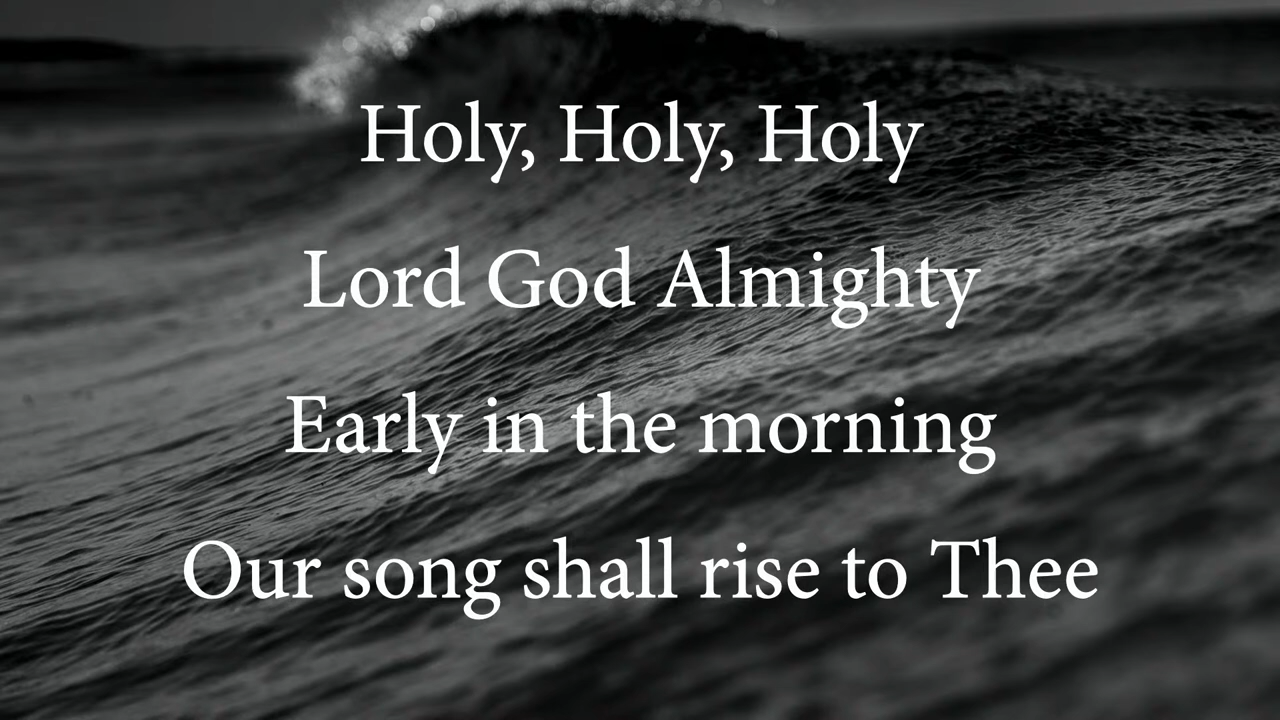 Holy, Holy, Holy
Lord God Almighty
Early in the morning
Our song shall rise to Thee